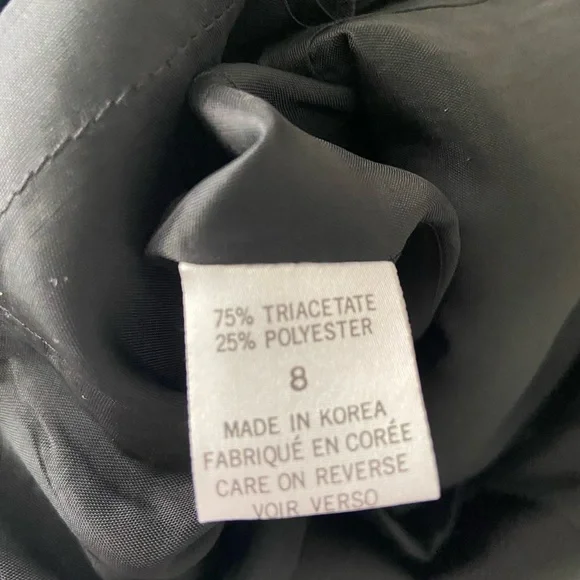 75% TRIACETATE
25% POLYESTER
8
MADE IN KOREA
FABRIQUÉ EN CORÉE
CARE ON REVERSE
VOIR VERSO